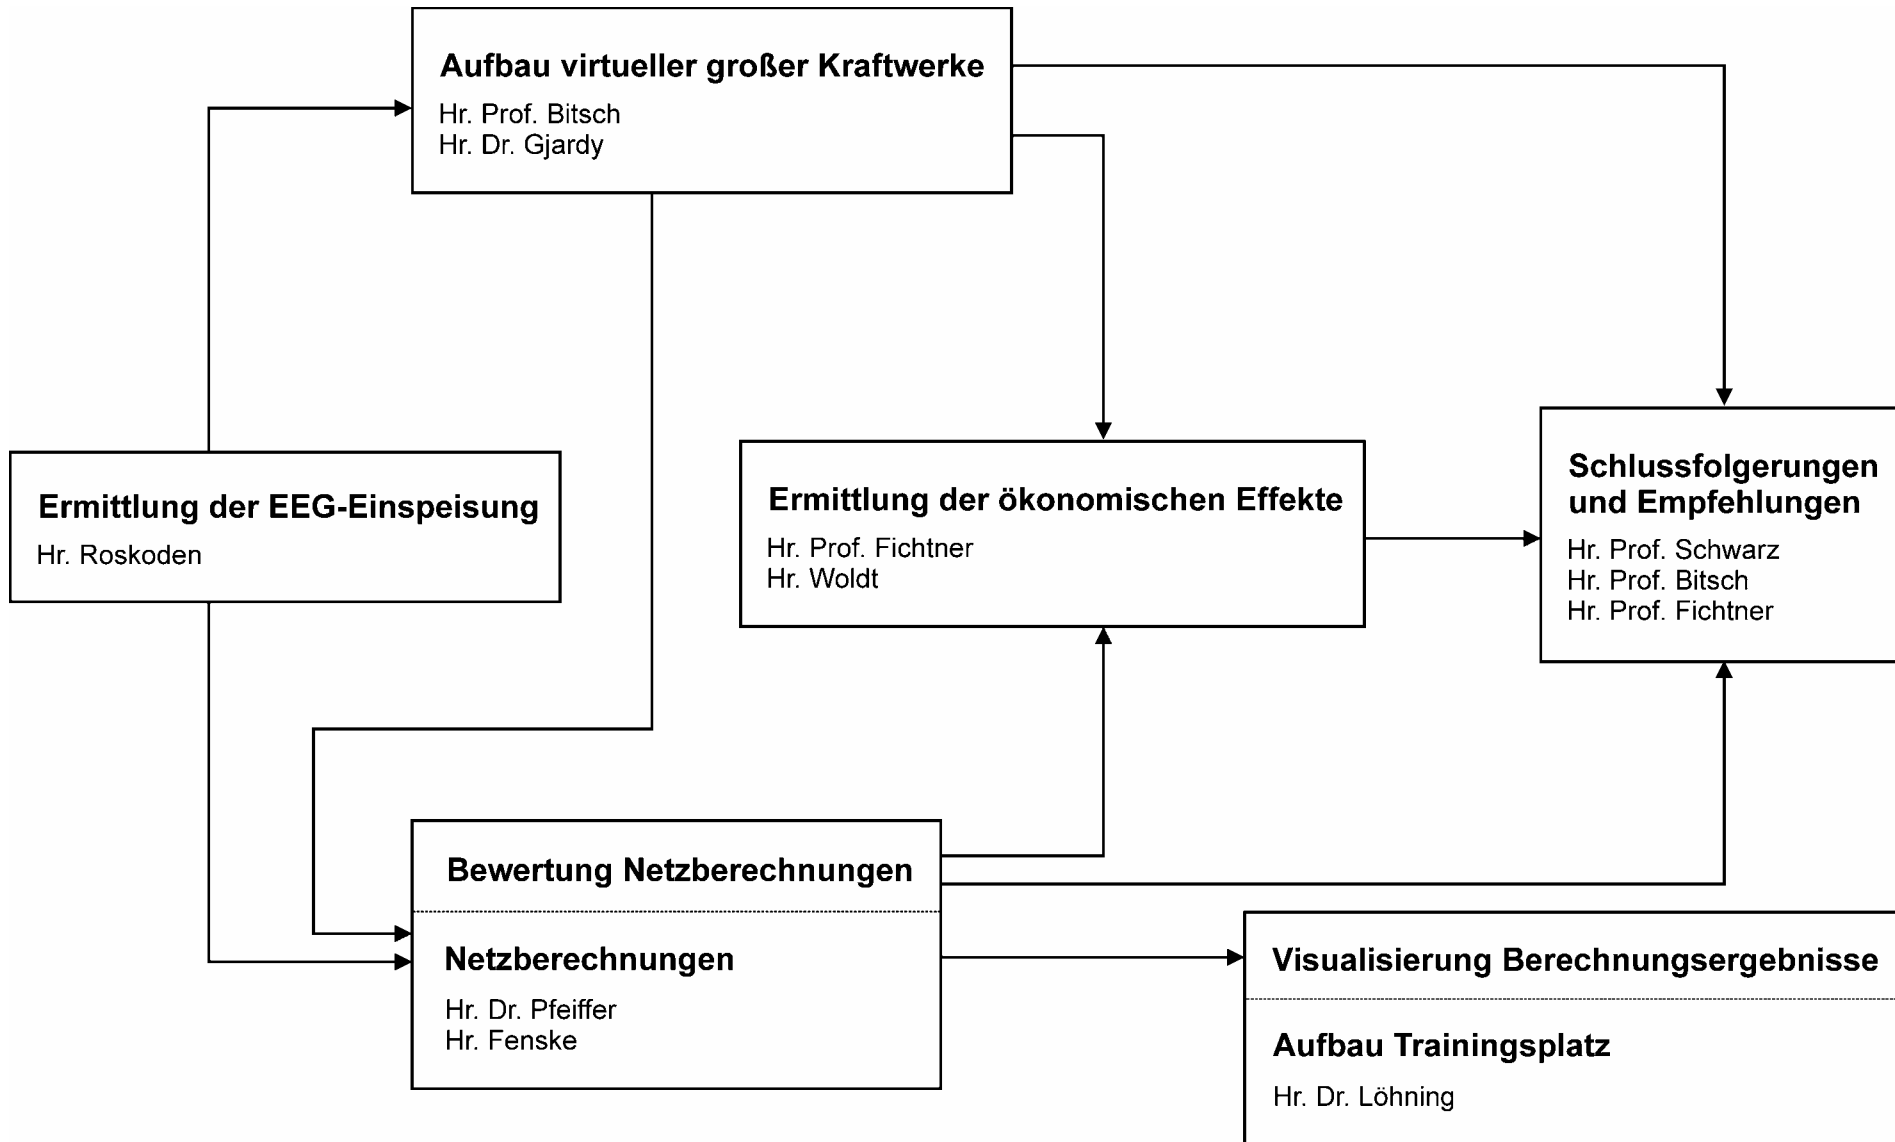 Aufbau virtueller großer Kraftwerke
Hr. Prof. Bitsch
Hr. Dr. Gjardy
Ermittlung der EEG-Einspeisung
Hr. Roskoden
Ermittlung der ökonomischen Effekte
Hr. Prof. Fichtner
Hr. Woldt
Schlussfolgerungen
und Empfehlungen
Hr. Prof. Schwarz
Hr. Prof. Bitsch
Hr. Prof. Fichtner
Bewertung Netzberechnungen
Netzberechnungen
Hr. Dr. Pfeiffer
Hr. Fenske
Visualisierung Berechnungsergebnisse
Aufbau Trainingsplatz
Hr. Dr. Löhning